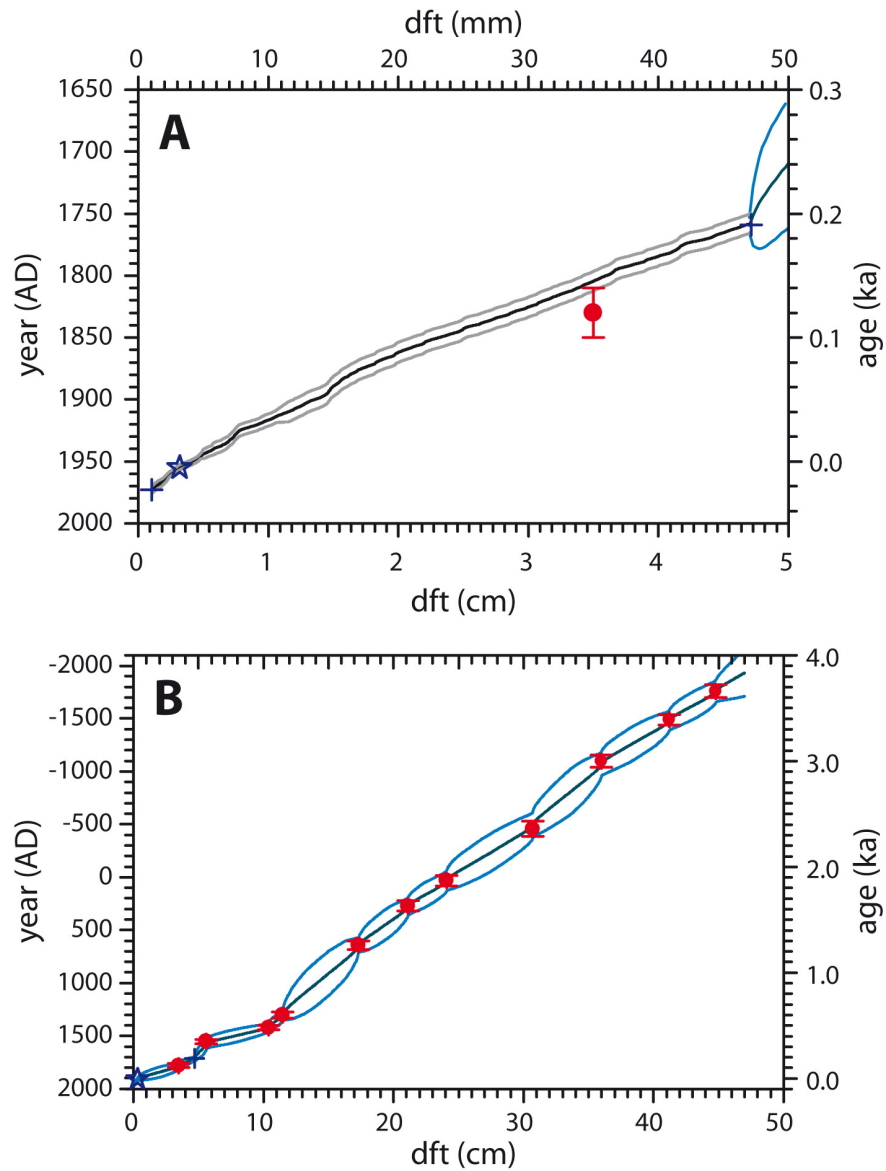 dft (mm)
0 10 20 30 40 50
A
1650 0.3
1700
1750 0.2
1800
1850 0.1
1900
1950 0.0
2000
year (AD)
age (ka)
0 1 2 3 4 5
dft (cm)
B
-2000 4.0
-1500
-1000 3.0
-500
0 2.0
500
1000 1.0
1500
2000 0.0
year (AD)
age (ka)
0 10 20 30 40 50
dft (cm)